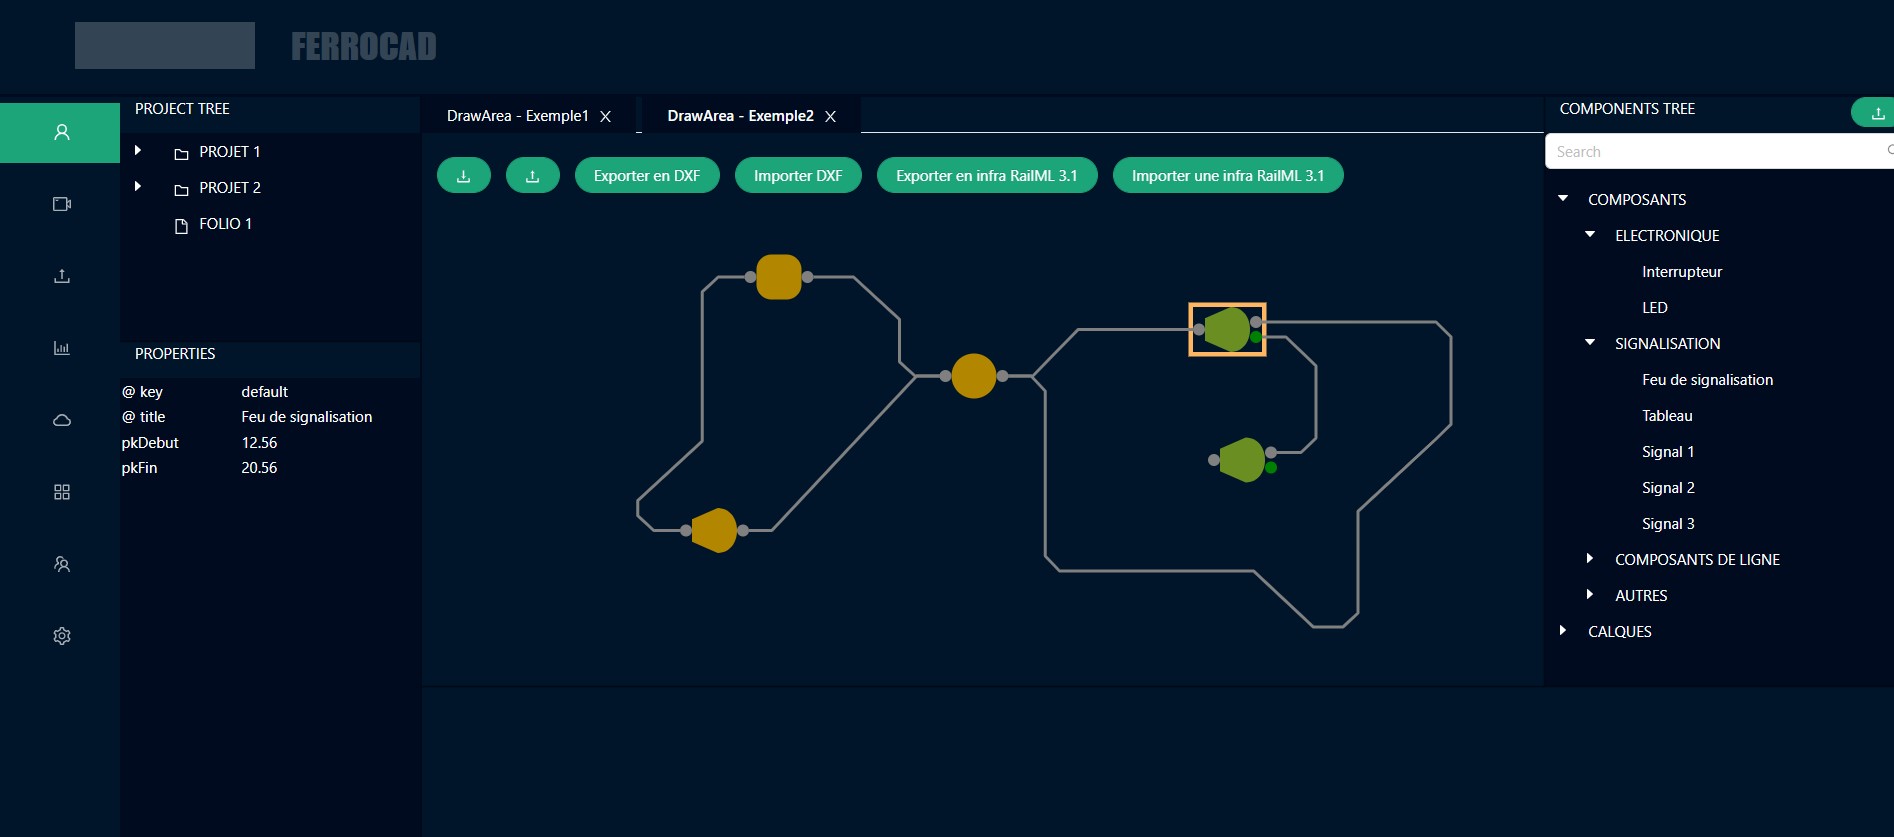 FERROCAD
PROJECT TREE
PROJET 1
PROJET 2
FOLIO 1
PROPERTIES
@ key default
@ title Feu de signalisation
pkDebut 12.56
pkFin 20.56
DrawArea - Exemple1 X
DrawArea - Exemple2 X
Exporter en DXF
Importer DXF
Exporter en infra RailML 3.1
Importer une infra RailML 3.1
COMPONENTS TREE
Search
COMPOSANTS
ELECTRONIQUE
Interrupteur
LED
SIGNALISATION
Feu de signalisation
Tableau
Signal 1
Signal 2
Signal 3
COMPOSANTS DE LIGNE
AUTRES
CALQUES